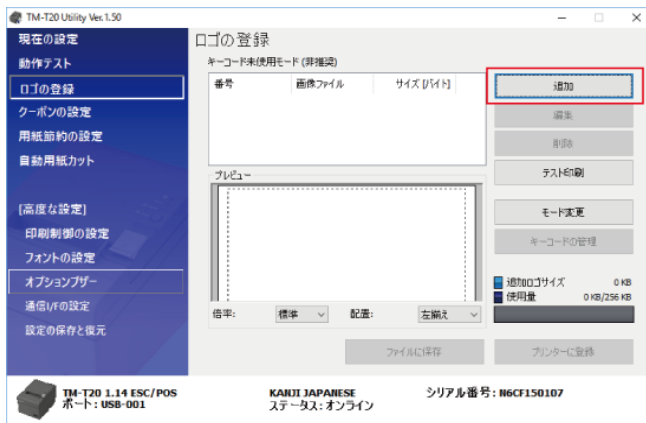 TM-T20 Utility Ver.1.50
現在の設定
動作テスト
ロゴの登録
クーポンの設定
用紙節約の設定
自動用紙カット
[高度な設定]
印刷制御の設定
フォントの設定
オプションブザー
通信I/Fの設定
設定の保存と復元
ロゴの登録
キーコード未使用モード (非推奨)
番号 画像ファイル サイズ [バイト]
追加
編集
削除
テスト印刷
モード変更
キーコードの管理
プレビュー
追加ロゴサイズ 0 KB
使用量 0 KB/256 KB
倍率: 標準 配置: 左揃え
ファイルに保存
プリンターに登録
TM-T20 1.14 ESC/POS
ポート: USB-001
KANJI JAPANESE
ステータス: オンライン
シリアル番号: N6CF150107